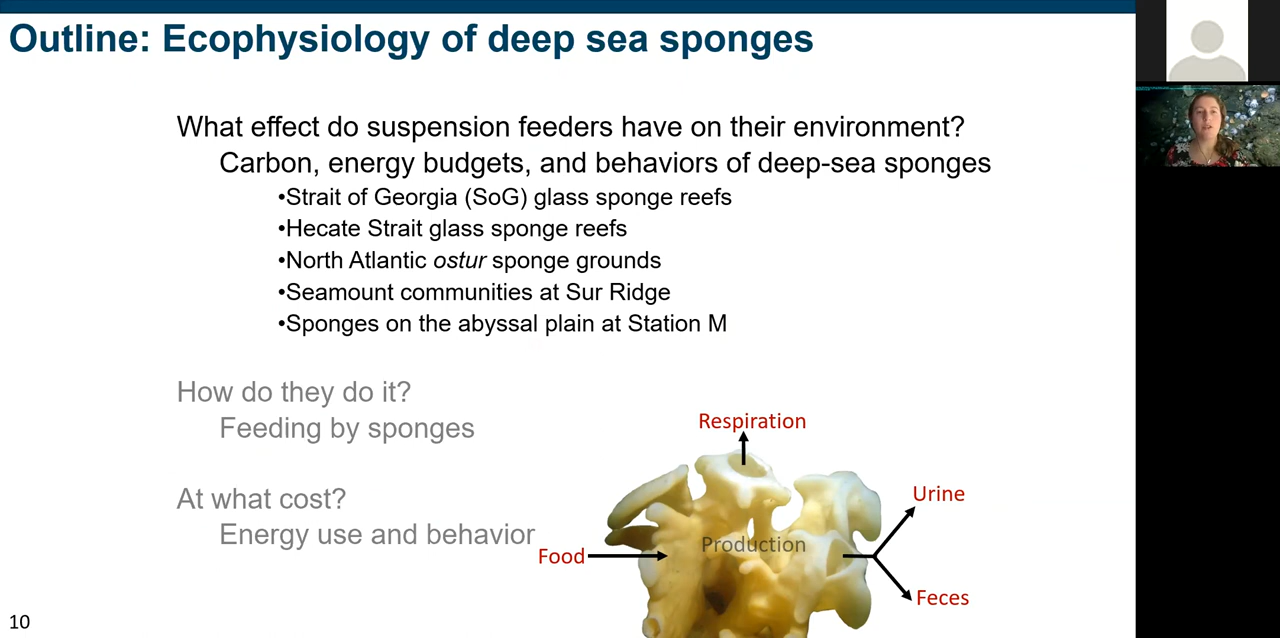 Outline: Ecophysiology of deep sea sponges
What effect do suspension feeders have on their environment?
Carbon, energy budgets, and behaviors of deep-sea sponges
•Strait of Georgia (SoG) glass sponge reefs
•Hecate Strait glass sponge reefs
•North Atlantic ostur sponge grounds
•Seamount communities at Sur Ridge
•Sponges on the abyssal plain at Station M
How do they do it?
Feeding by sponges
At what cost?
Energy use and behavior
Respiration
Urine
Production
Food
Feces
10